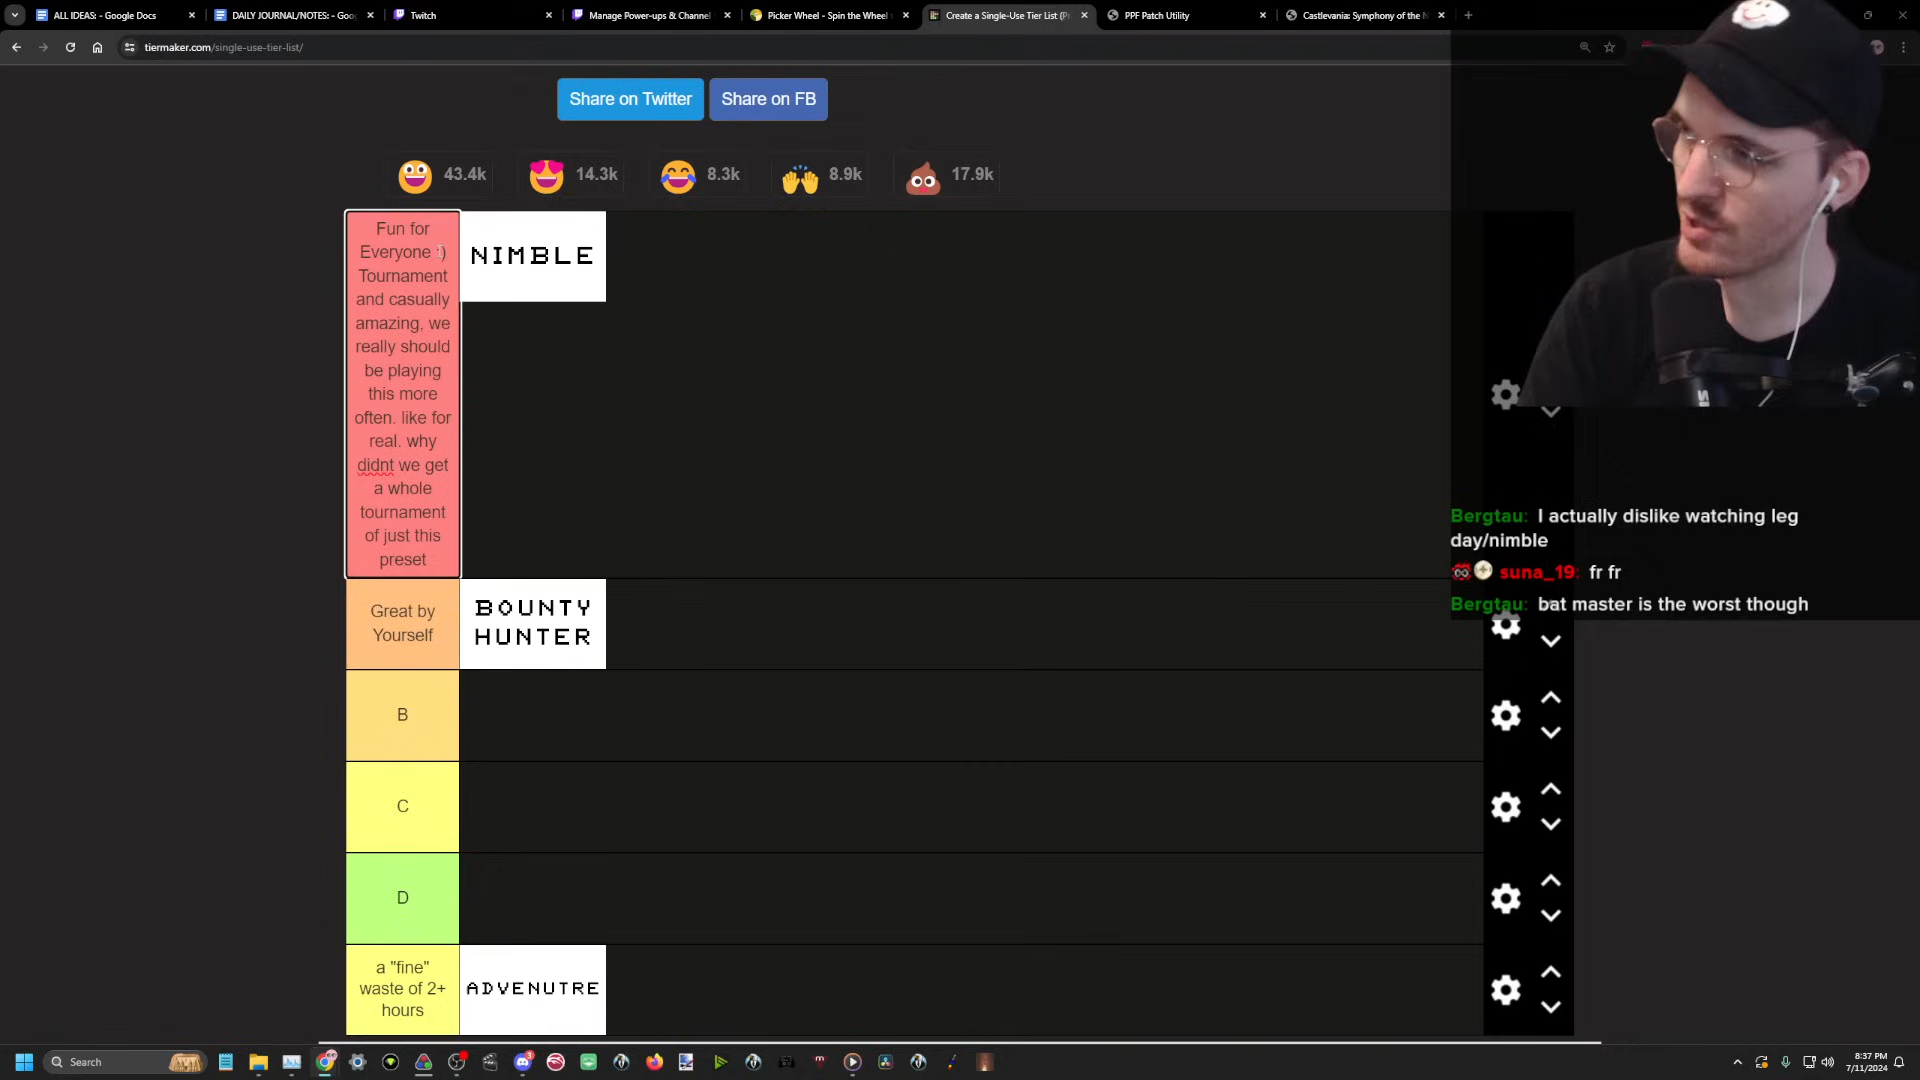 ALL IDEAS: - Google Docs
DAILY JOURNAL/NOTES: - Goo
Twitch
Manage Power-ups & Channel
Picker Wheel - Spin the Wheel
Create a Single-Use Tier List (P
PPF Patch Utility
Castlevania: Symphony of the N
tiermaker.com/single-use-tier-list/
Share on Twitter
Share on FB
43.4k
14.3k
8.3k
8.9k
17.9k
Fun for
Everyone :)
Tournament
and casually
amazing, we
really should
be playing
this more
often. like for
real. why
didnt we get
a whole
tournament
of just this
preset
NIMBLE
Bergtau: I actually dislike watching leg
day/nimble
suna_19: fr fr
Bergtau: bat master is the worst though
Great by
Yourself
BOUNTY
HUNTER
B
C
D
a "fine"
waste of 2+
hours
ADVENUTRE
Search
8:37 PM
7/11/2024